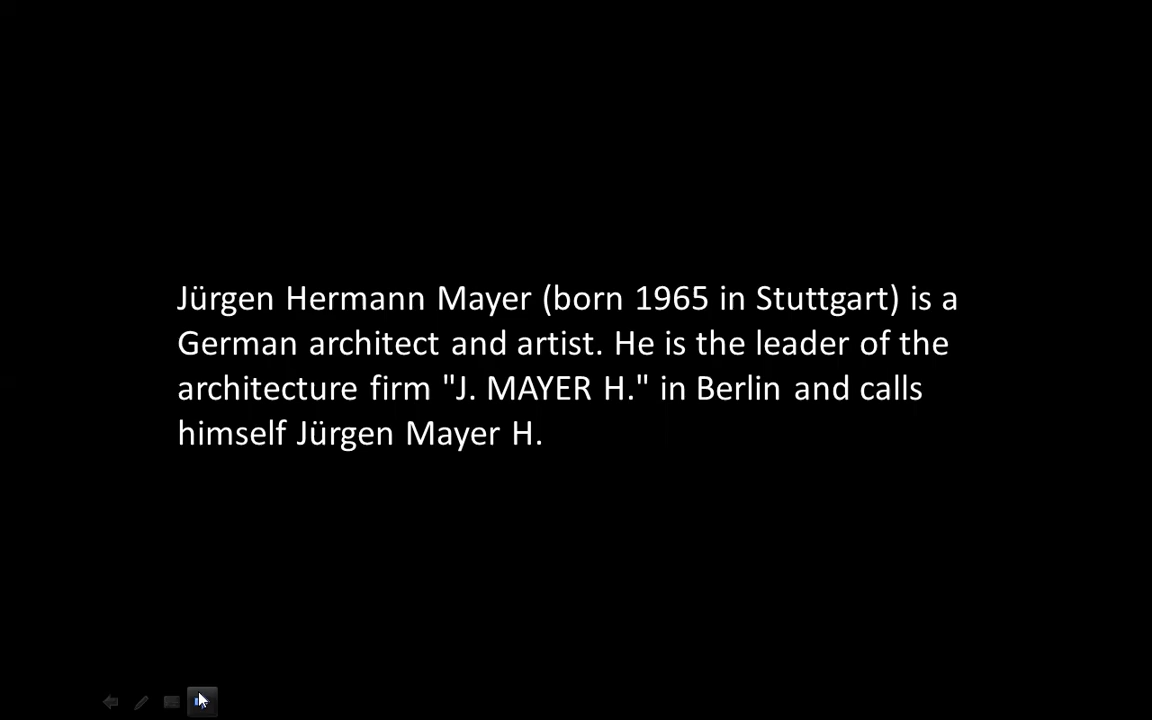 Jürgen Hermann Mayer (born 1965 in Stuttgart) is a
German architect and artist. He is the leader of the
architecture firm "J. MAYER H." in Berlin and calls
himself Jürgen Mayer H.